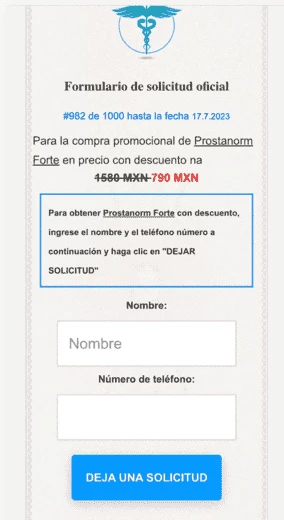 Formulario de solicitud oficial
#982 de 1000 hasta la fecha 17.7.2023
Para la compra promocional de Prostanorm
Forte en precio con descuento na
1580 MXN 790 MXN
Para obtener Prostanorm Forte con descuento,
ingrese el nombre y el teléfono número a
continuación y haga clic en "DEJAR
SOLICITUD"
Nombre:
Nombre
Número de teléfono:
DEJA UNA SOLICITUD